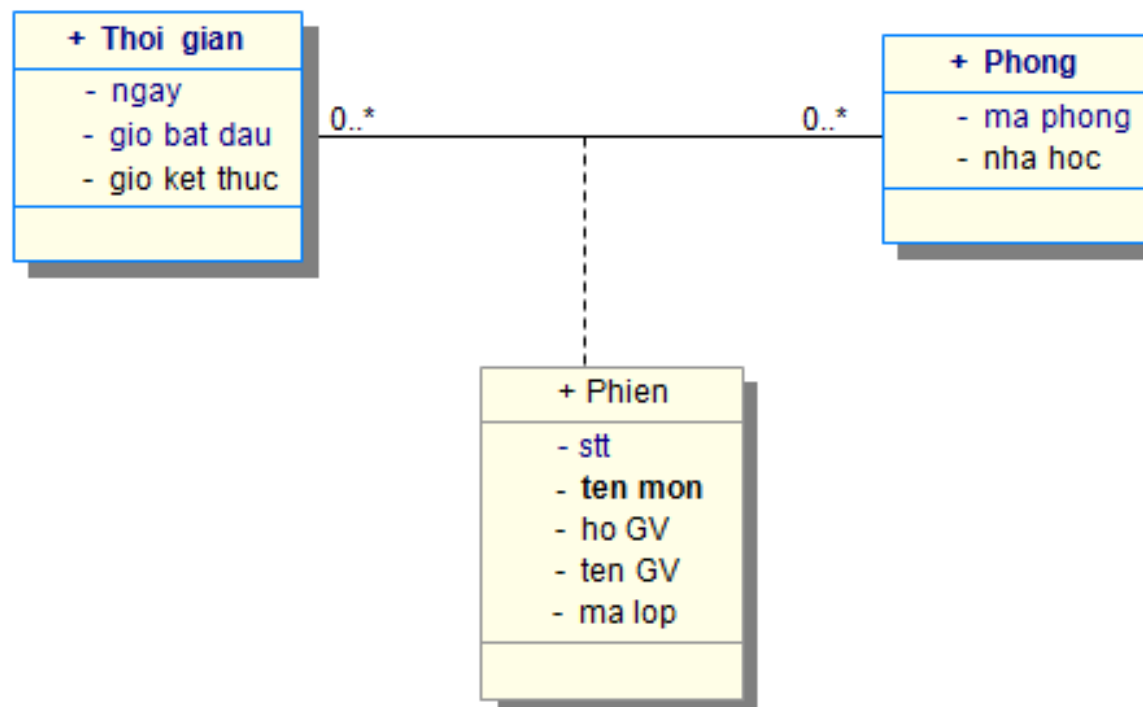 + Thoi gian
- ngay
- gio bat dau
- gio ket thuc
0..*
0..*
+ Phong
- ma phong
- nha hoc
+ Phien
- stt
- ten mon
- ho GV
- ten GV
- ma lop